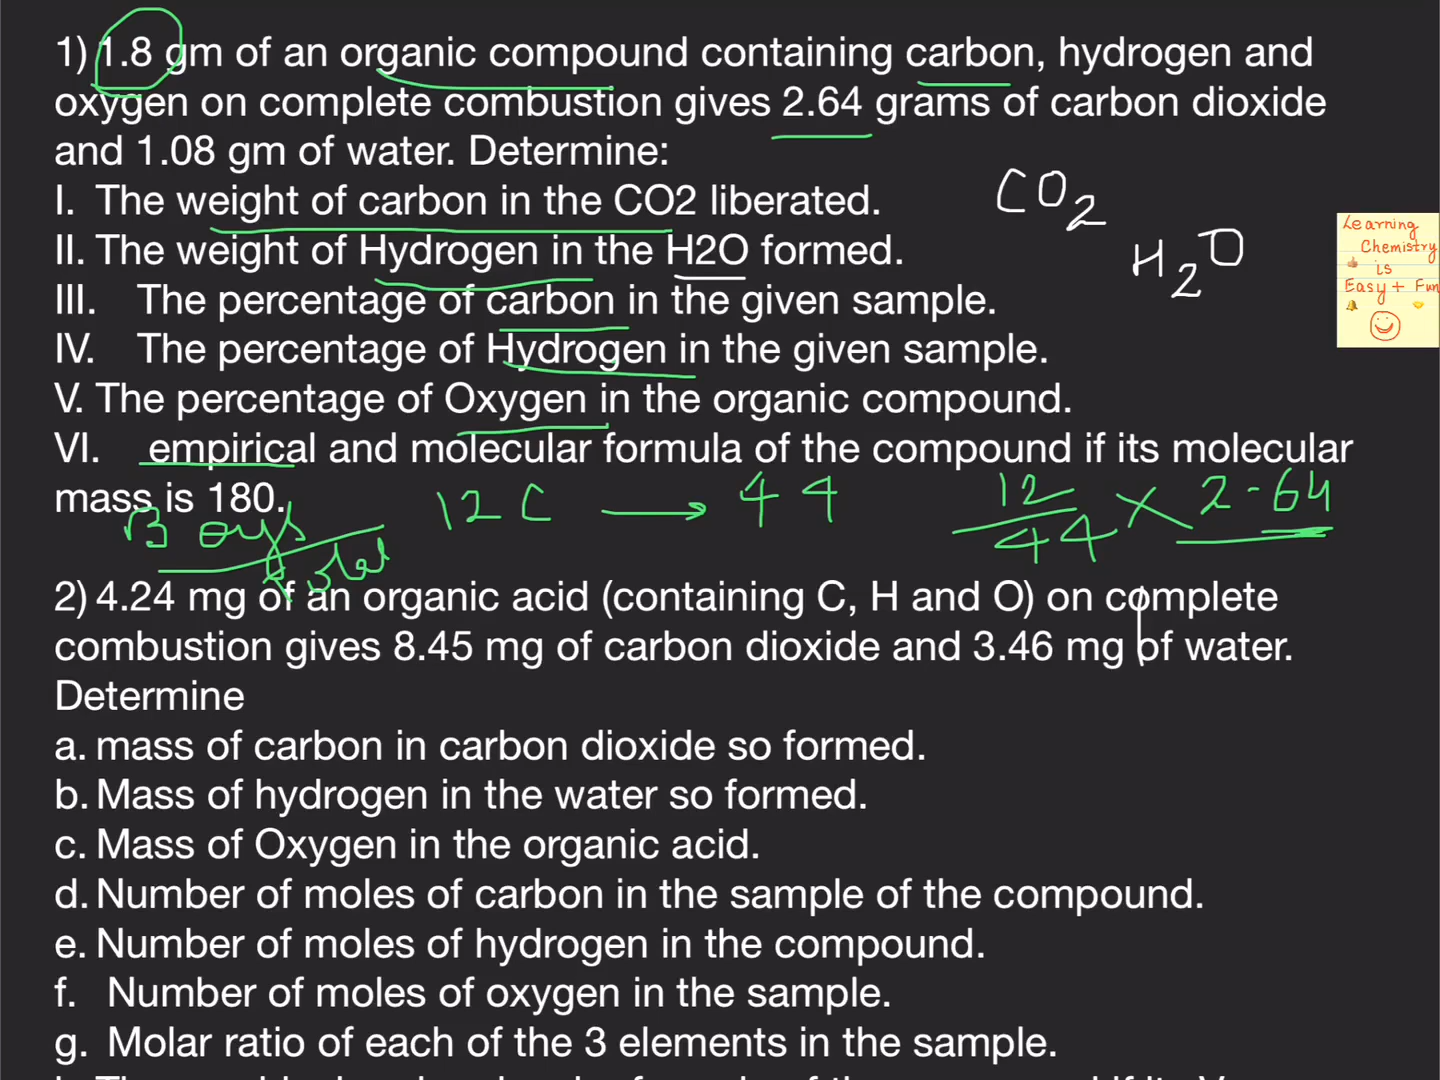 1) 1.8 gm of an organic compound containing carbon, hydrogen and
oxygen on complete combustion gives 2.64 grams of carbon dioxide
and 1.08 gm of water. Determine:
I. The weight of carbon in the CO2 liberated.
II. The weight of Hydrogen in the H2O formed.
III. The percentage of carbon in the given sample.
IV. The percentage of Hydrogen in the given sample.
V. The percentage of Oxygen in the organic compound.
VI. empirical and molecular formula of the compound if its molecular
mass is 180.
CO2
H2O
Learning
Chemistry
is
Easy + Fun
12 C → 44
12/44 × 2.64
2) 4.24 mg of an organic acid (containing C, H and O) on complete
combustion gives 8.45 mg of carbon dioxide and 3.46 mg of water.
Determine
a. mass of carbon in carbon dioxide so formed.
b. Mass of hydrogen in the water so formed.
c. Mass of Oxygen in the organic acid.
d. Number of moles of carbon in the sample of the compound.
e. Number of moles of hydrogen in the compound.
f. Number of moles of oxygen in the sample.
g. Molar ratio of each of the 3 elements in the sample.